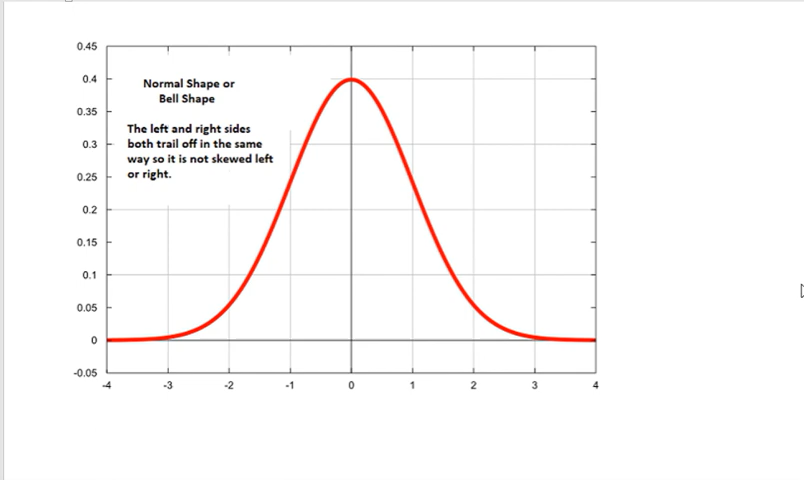 0.45
Normal Shape or
Bell Shape
0.4
0.35
The left and right sides
both trail off in the same
way so it is not skewed left
or right.
0.3
0.25
0.2
0.15
0.1
0.05
0
-0.05
-4 -3 -2 -1 0 1 2 3 4